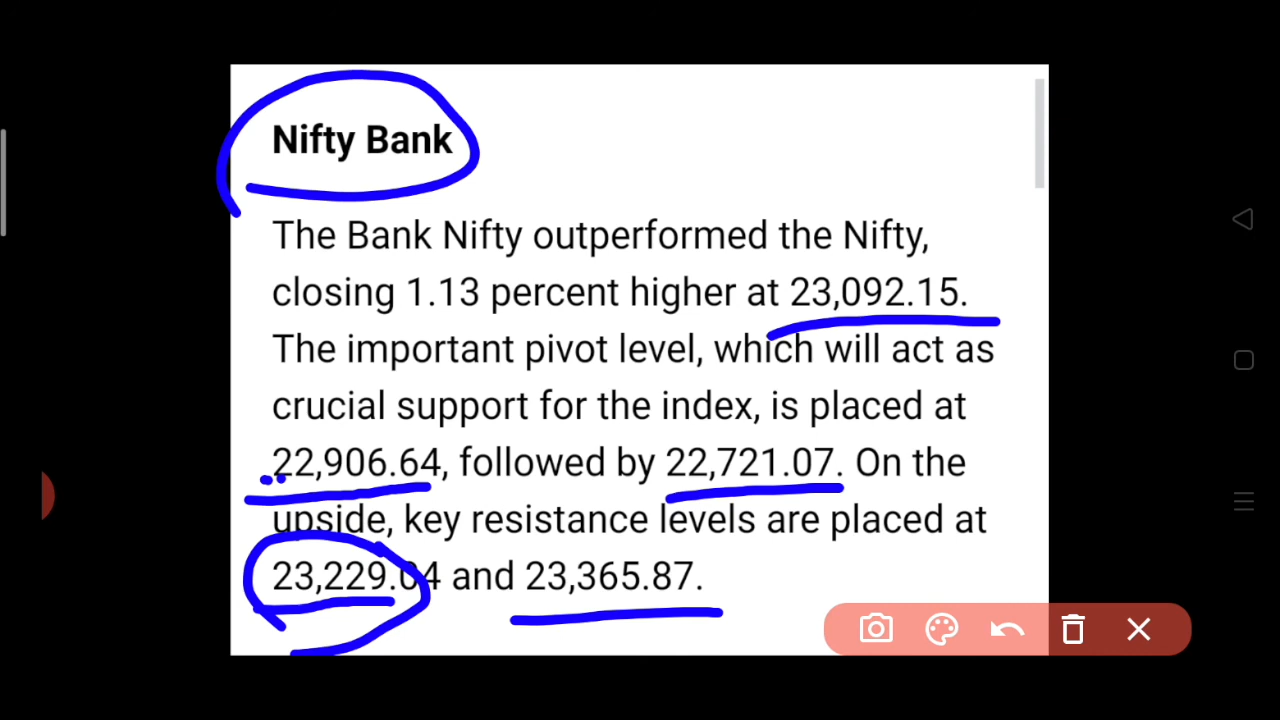 Nifty Bank
The Bank Nifty outperformed the Nifty,
closing 1.13 percent higher at 23,092.15.
The important pivot level, which will act as
crucial support for the index, is placed at
22,906.64, followed by 22,721.07. On the
upside, key resistance levels are placed at
23,229.04 and 23,365.87.